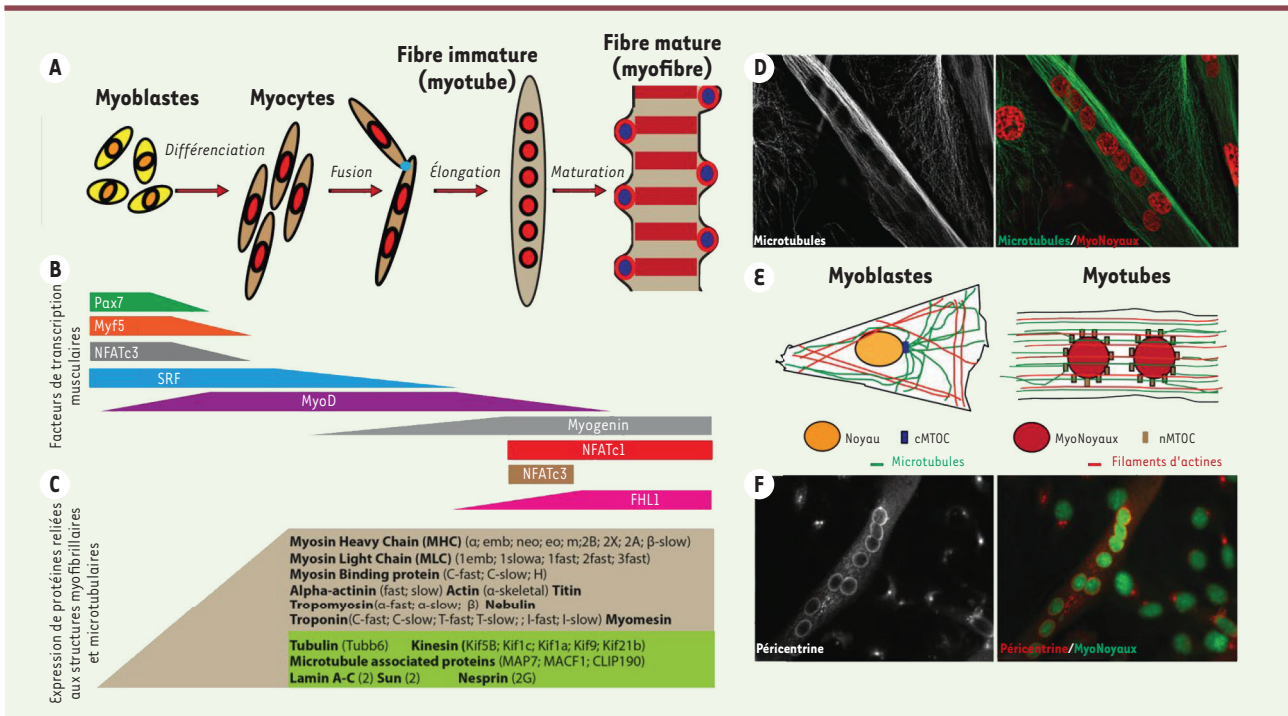 A
Myoblastes
Différenciation
Myocytes
Fusion
Fibre immature
(myotube)
Élongation
Maturation
Fibre mature
(myofibre)
B
Facteurs de transcription
musculaires
Pax7
Myf5
NFATc3
SRF
MyoD
Myogenin
NFATc1
NFATc3
FHL1
C
Expression de protéines reliées
aux structures myofibrillaires
et microtubulaires
Myosin Heavy Chain (MHC) (α; emb; neo; eo; m;2B; 2X; 2A; β-slow)
Myosin Light Chain (MLC) (1emb; 1slowa; 1fast; 2fast; 3fast)
Myosin Binding protein (C-fast; C-slow; H)
Alpha-actinin (fast; slow) Actin (α-skeletal) Titin
Tropomyosin(α-fast; α-slow; β) Nebulin
Troponin(C-fast; C-slow; T-fast; T-slow; ; I-fast; I-slow) Myomesin
Tubulin (Tubb6) Kinesin (Kif5B; Kif1c; Kif1a; Kif9; Kif21b)
Microtubule associated proteins (MAP7; MACF1; CLIP190)
Lamin A-C (2) Sun (2) Nesprin (2G)
D
Microtubules
Microtubules/MyoNoyaux
E
Myoblastes
Myotubes
Noyau
cMTOC
MyoNoyaux
nMTOC
Microtubules
Filaments d'actines
F
Péricentrine
Péricentrine/MyoNoyaux